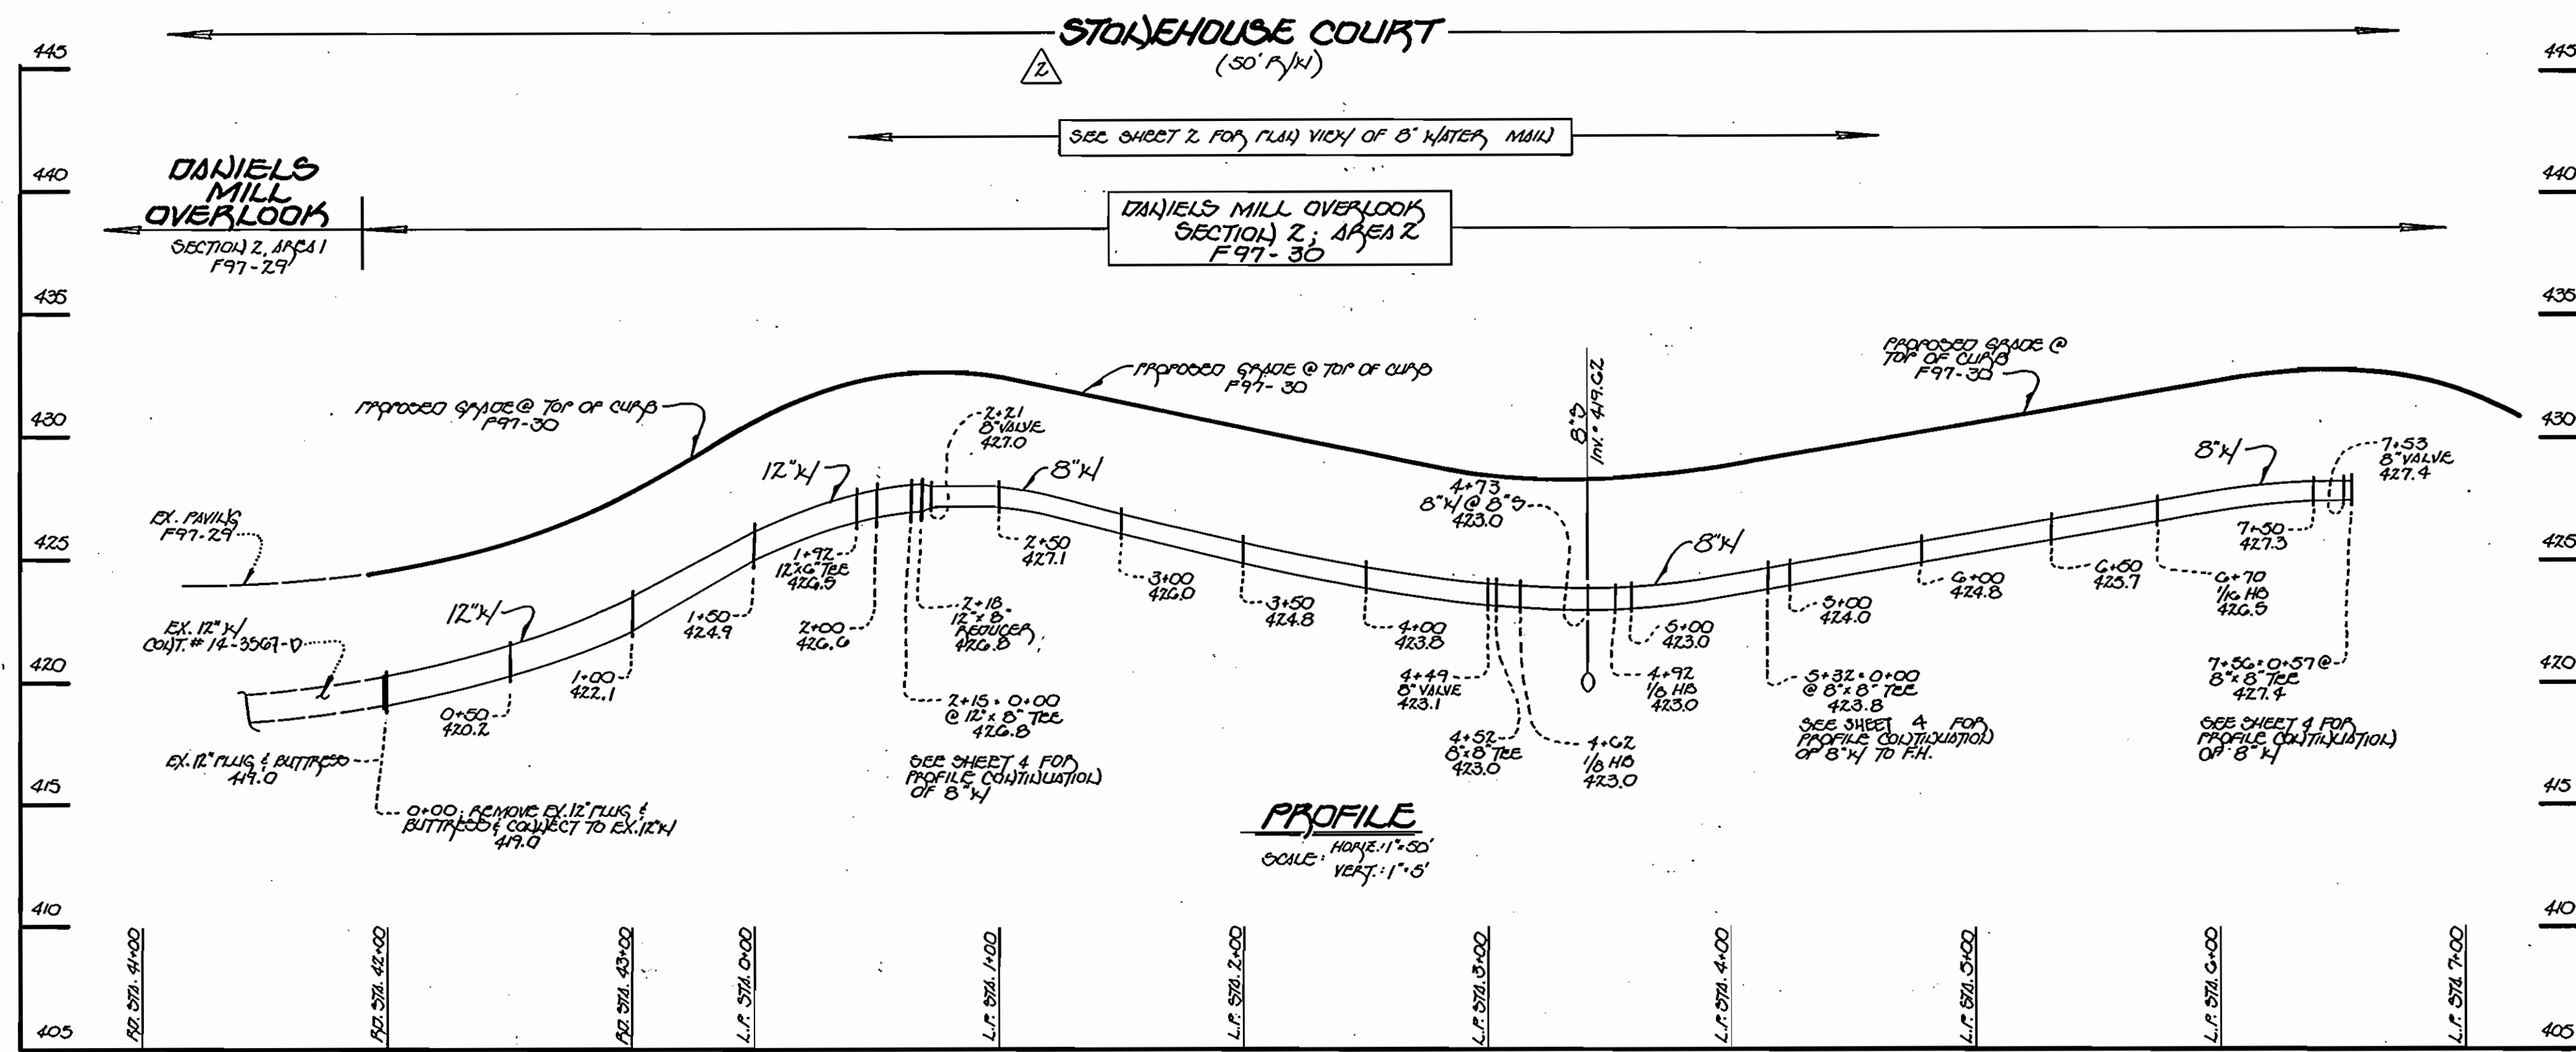 STONEHOUSE COURT
(50' R/W)
2
445
445
SEE SHEET 2 FOR PLAN VIEW OF 8" WATER MAIN
440
440
DANIELS
MILL
OVERLOOK
SECTION 2, AREA 1
F97-29
DANIELS MILL OVERLOOK
SECTION 2; AREA 2
F97-30
435
435
PROPOSED GRADE @ TOP OF CURB
F97-30
PROPOSED GRADE @ TOP OF CURB
F97-30
PROPOSED GRADE @
TOP OF CURB
F97-30
8"S
INV. = 419.62
430
430
2+21
8" VALVE
427.0
12"W
8"W
4+73
8"W @ 8"S
423.0
8"W
8"W
7+53
8" VALVE
427.4
EX. PAVING
F97-29
425
425
EX. 12"W
CONT. # 14-3567-D
12"W
420
420
0+50
420.2
1+00
422.1
1+50
424.9
1+92
12"x6" TEE
426.5
2+00
426.6
2+18
12"x 8"
REDUCER
426.8
2+15 = 0+00
@ 12"x 8" TEE
426.8
SEE SHEET 4 FOR
PROFILE CONTINUATION
OF 8"W
2+50
427.1
3+00
426.0
3+50
424.8
4+00
423.8
4+49
8" VALVE
423.1
4+52
8"x8" TEE
423.0
4+62
1/8 HB
423.0
4+92
1/8 HB
423.0
5+00
423.0
5+32 = 0+00
@ 8"x 8" TEE
423.8
SEE SHEET 4 FOR
PROFILE CONTINUATION
OF 8"W TO F.H.
5+00
424.0
6+00
424.8
6+50
425.7
6+70
1/16 HB
426.5
7+50
427.3
7+56 = 0+57 @
8"x 8" TEE
427.4
SEE SHEET 4 FOR
PROFILE CONTINUATION
OF 8"W
EX. 12" PLUG & BUTTRESS
419.0
0+00, REMOVE EX. 12" PLUG &
BUTTRESS & CONNECT TO EX. 12"W
419.0
415
415
PROFILE
SCALE: HORIZ.: 1"=50'
VERT.: 1"=5'
410
410
405
405
RD. STA. 41+00
RD. STA. 42+00
RD. STA. 43+00
L.P. STA. 0+00
L.P. STA. 1+00
L.P. STA. 2+00
L.P. STA. 3+00
L.P. STA. 4+00
L.P. STA. 5+00
L.P. STA. 6+00
L.P. STA. 7+00